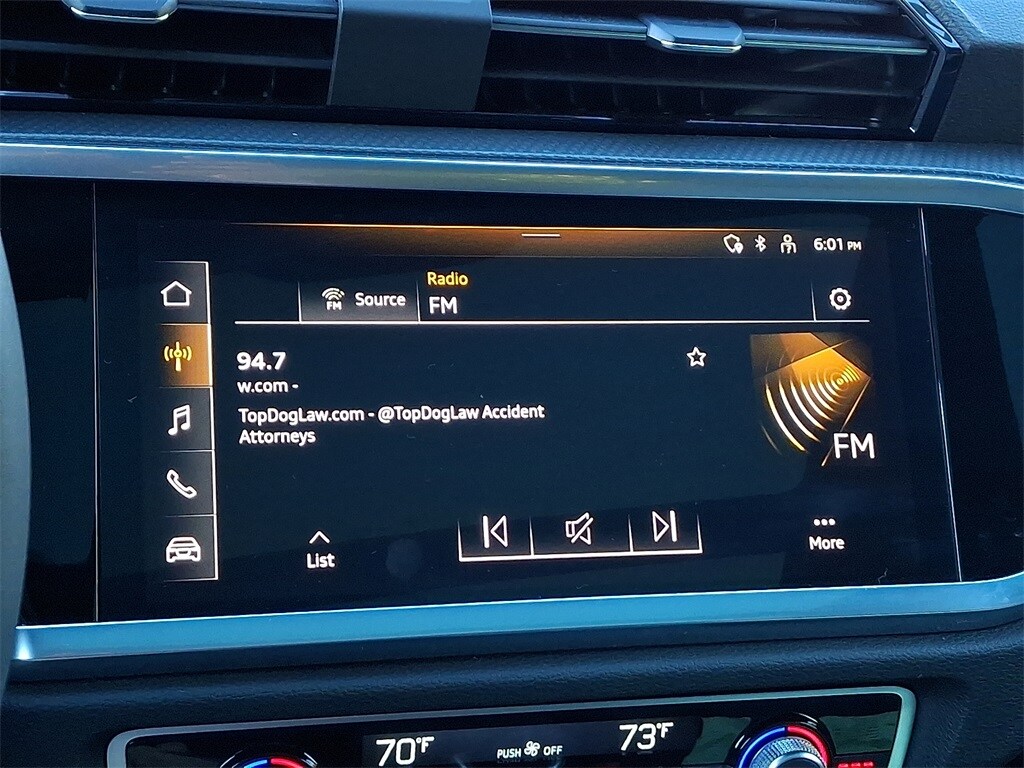 6:01 PM
Radio
FM Source
FM
94.7
w.com -
TopDogLaw.com - @TopDogLaw Accident
Attorneys
FM
List
More
70°F
PUSH OFF
73°F